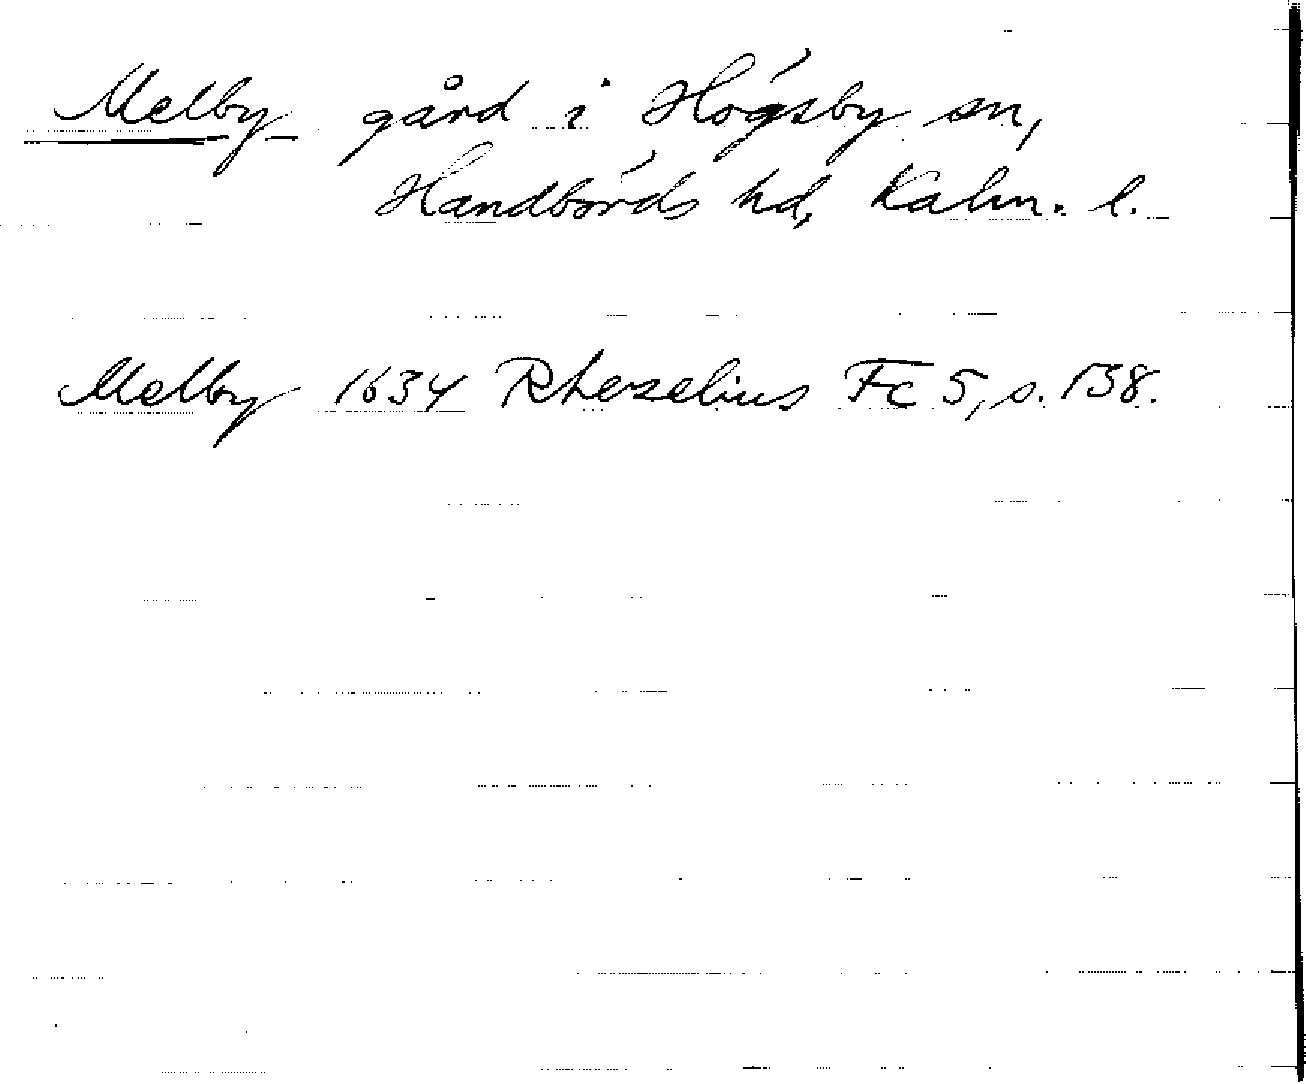 Melby gård i Högsby sn,
Handbörds hd, Kalm. l.
Melby 1634 Rhezelius Fc 5, s. 138.